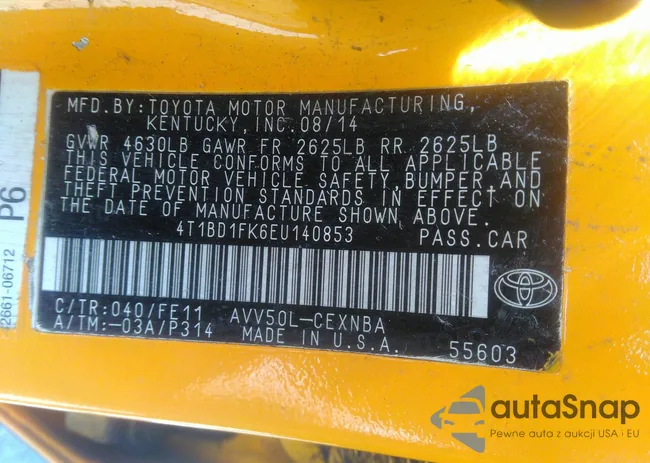 MFD. BY: TOYOTA MOTOR MANUFACTURING,
KENTUCKY, INC. 08/14
GVWR 4630LB GAWR FR 2625LB RR 2625LB
THIS VEHICLE CONFORMS TO ALL APPLICABLE
FEDERAL MOTOR VEHICLE SAFETY, BUMPER, AND
THEFT PREVENTION STANDARDS IN EFFECT ON
THE DATE OF MANUFACTURE SHOWN ABOVE.
4T1BD1FK6EU140853 PASS. CAR
C/TR: 040/FE11 AVV50L-CEXNBA
A/TM: -03A/P314 MADE IN U.S.A. 55603
P6
2661-06712
autaSnap
Pewne auta z aukcji USA i EU